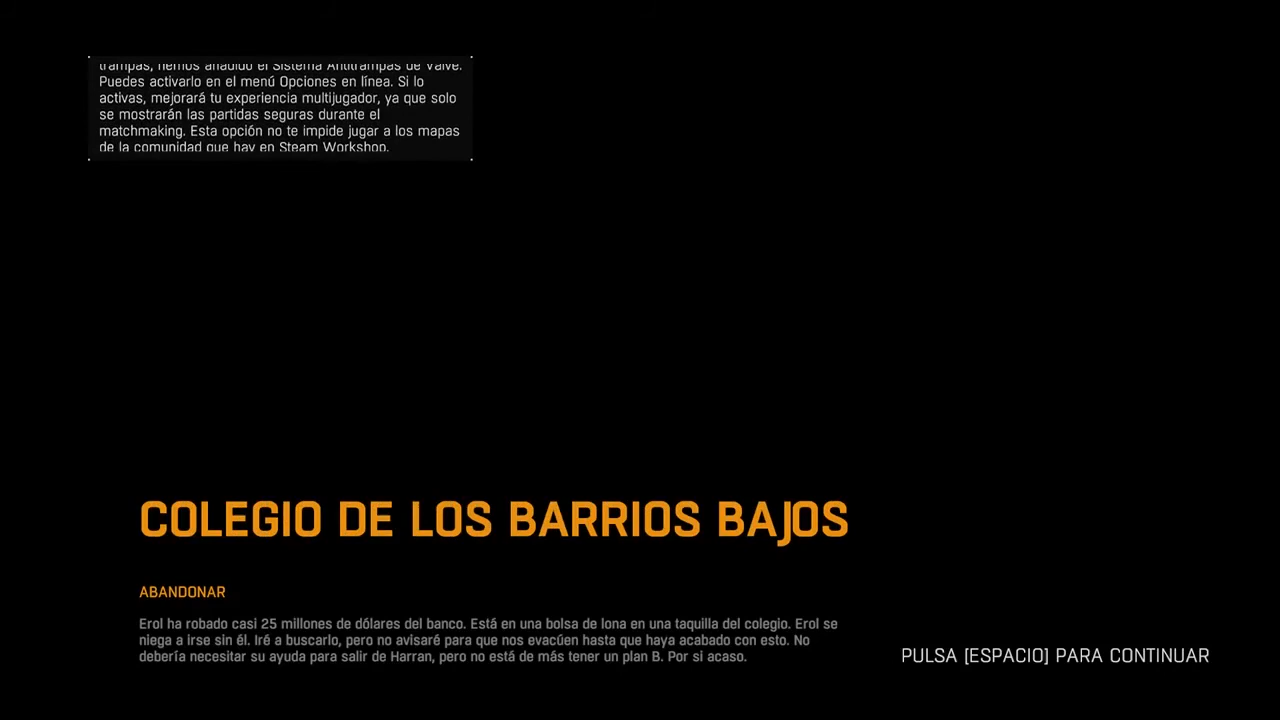 trampas, hemos añadido el Sistema Antitrampas de Valve.
Puedes activarlo en el menú Opciones en línea. Si lo
activas, mejorará tu experiencia multijugador, ya que solo
se mostrarán las partidas seguras durante el
matchmaking. Esta opción no te impide jugar a los mapas
de la comunidad que hay en Steam Workshop.
COLEGIO DE LOS BARRIOS BAJOS
ABANDONAR
Erol ha robado casi 25 millones de dólares del banco. Está en una bolsa de lona en una taquilla del colegio. Erol se
niega a irse sin él. Iré a buscarlo, pero no avisaré para que nos evacúen hasta que haya acabado con esto. No
debería necesitar su ayuda para salir de Harran, pero no está de más tener un plan B. Por si acaso.
PULSA [ESPACIO] PARA CONTINUAR